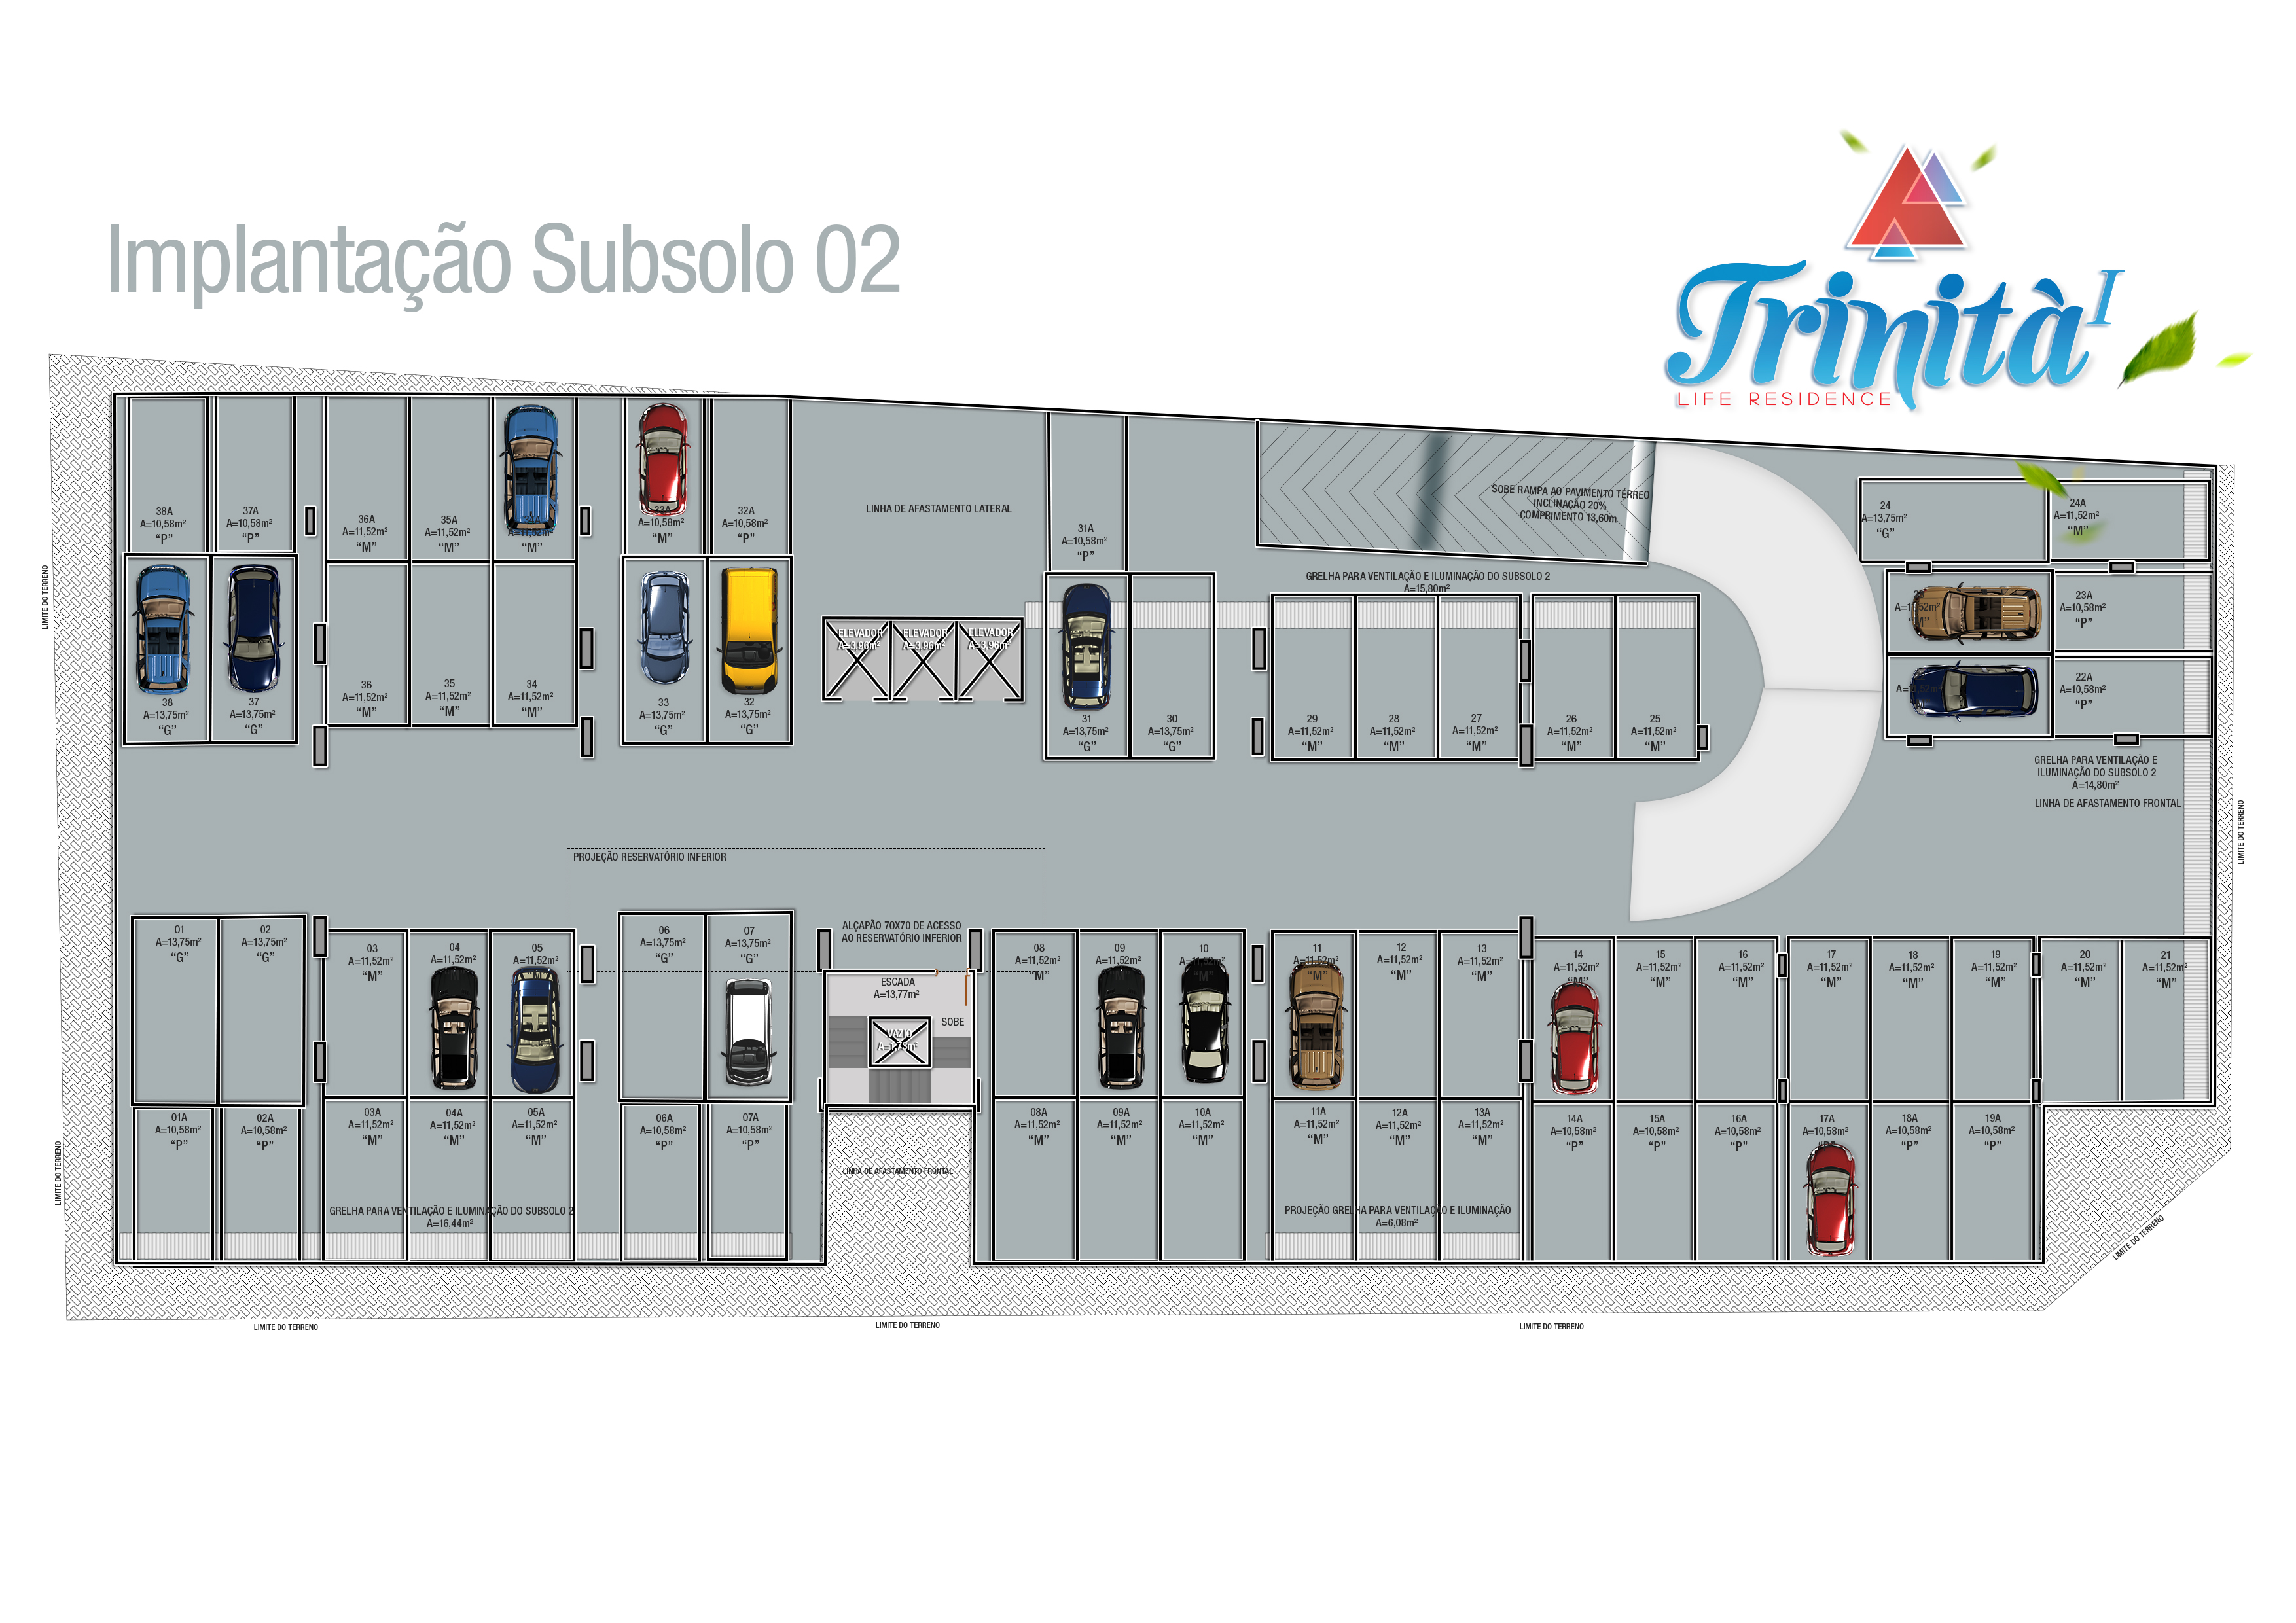 Implantação Subsolo 02
Trinità I
LIFE RESIDENCE
38A
A=10,58m²
“P”
37A
A=10,58m²
“P”
36A
A=11,52m²
“M”
35A
A=11,52m²
“M”
34A
A=11,52m²
“M”
33A
A=10,58m²
“M”
32A
A=10,58m²
“P”
LINHA DE AFASTAMENTO LATERAL
31A
A=10,58m²
“P”
SOBE RAMPA AO PAVIMENTO TÉRREO
INCLINAÇÃO 20%
COMPRIMENTO 13,60m
24
A=13,75m²
“G”
24A
A=11,52m²
“M”
GRELHA PARA VENTILAÇÃO E ILUMINAÇÃO DO SUBSOLO 2
A=15,80m²
A=11,52m²
“M”
23A
A=10,58m²
“P”
22A
A=10,58m²
“P”
ELEVADOR
A=3,96m²
ELEVADOR
A=3,96m²
ELEVADOR
A=3,96m²
38
A=13,75m²
“G”
37
A=13,75m²
“G”
36
A=11,52m²
“M”
35
A=11,52m²
“M”
34
A=11,52m²
“M”
33
A=13,75m²
“G”
32
A=13,75m²
“G”
31
A=13,75m²
“G”
30
A=13,75m²
“G”
29
A=11,52m²
“M”
28
A=11,52m²
“M”
27
A=11,52m²
“M”
26
A=11,52m²
“M”
25
A=11,52m²
“M”
GRELHA PARA VENTILAÇÃO E
ILUMINAÇÃO DO SUBSOLO 2
A=14,80m²
LINHA DE AFASTAMENTO FRONTAL
PROJEÇÃO RESERVATÓRIO INFERIOR
ALÇAPÃO 70X70 DE ACESSO
AO RESERVATÓRIO INFERIOR
01
A=13,75m²
“G”
02
A=13,75m²
“G”
03
A=11,52m²
“M”
04
A=11,52m²
“M”
05
A=11,52m²
“M”
06
A=13,75m²
“G”
07
A=13,75m²
“G”
ESCADA
A=13,77m²
SOBE
VAZIO
A=1,73m²
08
A=11,52m²
“M”
09
A=11,52m²
“M”
10
A=11,52m²
“M”
11
A=11,52m²
“M”
12
A=11,52m²
“M”
13
A=11,52m²
“M”
14
A=11,52m²
“M”
15
A=11,52m²
“M”
16
A=11,52m²
“M”
17
A=11,52m²
“M”
18
A=11,52m²
“M”
19
A=11,52m²
“M”
20
A=11,52m²
“M”
21
A=11,52m²
“M”
01A
A=10,58m²
“P”
02A
A=10,58m²
“P”
03A
A=11,52m²
“M”
04A
A=11,52m²
“M”
05A
A=11,52m²
“M”
06A
A=10,58m²
“P”
07A
A=10,58m²
“P”
LINHA DE AFASTAMENTO FRONTAL
08A
A=11,52m²
“M”
09A
A=11,52m²
“M”
10A
A=11,52m²
“M”
11A
A=11,52m²
“M”
12A
A=11,52m²
“M”
13A
A=11,52m²
“M”
14A
A=10,58m²
“P”
15A
A=10,58m²
“P”
16A
A=10,58m²
“P”
17A
A=10,58m²
“P”
18A
A=10,58m²
“P”
19A
A=10,58m²
“P”
GRELHA PARA VENTILAÇÃO E ILUMINAÇÃO DO SUBSOLO 2
A=16,44m²
PROJEÇÃO GRELHA PARA VENTILAÇÃO E ILUMINAÇÃO
A=6,08m²
LIMITE DO TERRENO
LIMITE DO TERRENO
LIMITE DO TERRENO
LIMITE DO TERRENO
LIMITE DO TERRENO
LIMITE DO TERRENO
LIMITE DO TERRENO